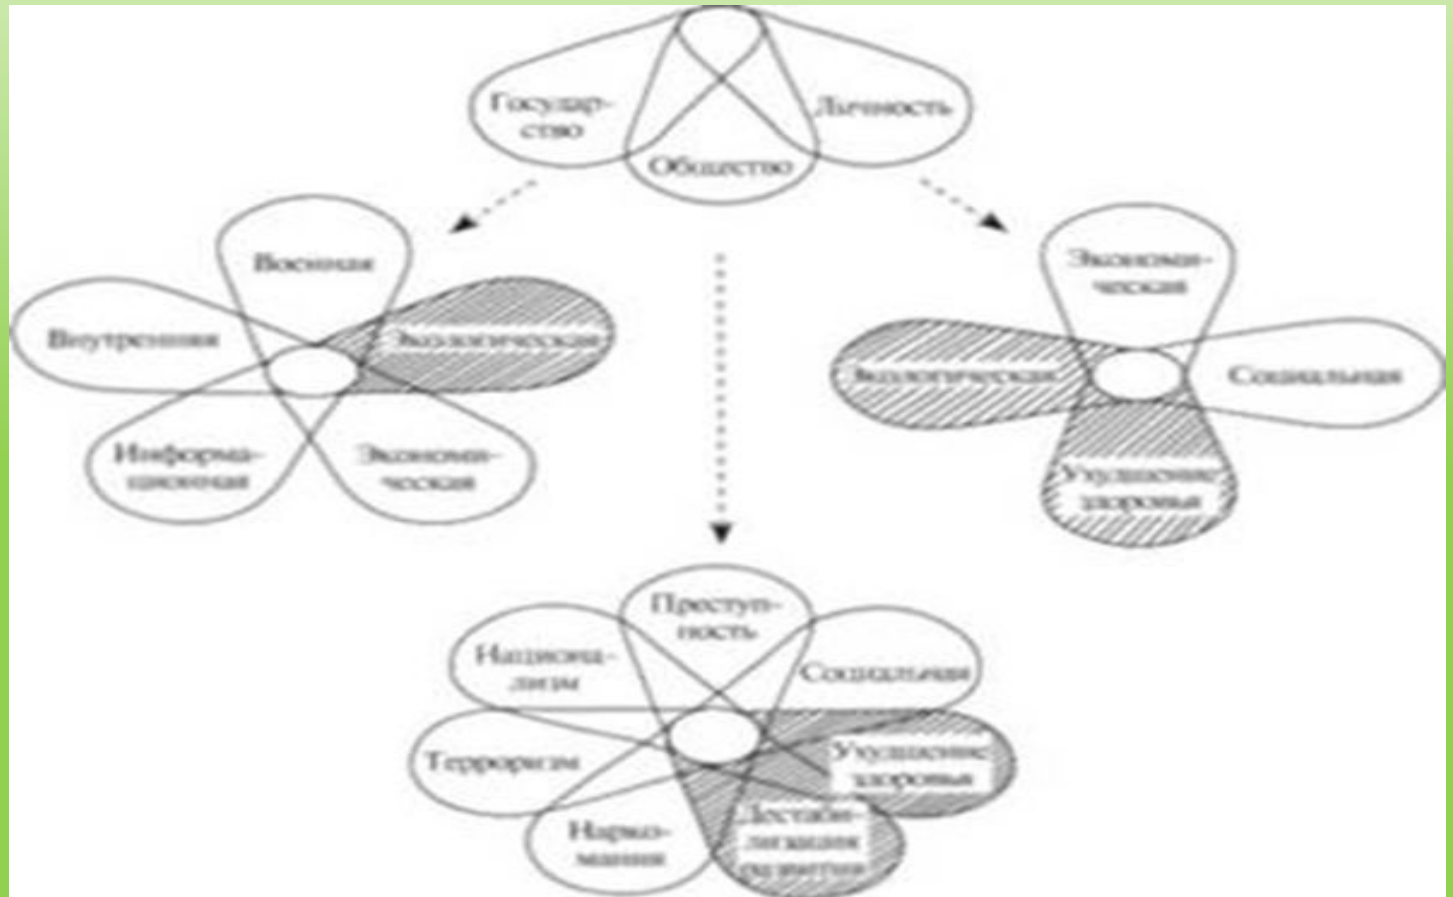 Государ-
ство
Личность
Общество
Военная
Внутренняя
Экологическая
Информа-
ционная
Экономи-
ческая
Экономи-
ческая
Экологическая
Социальная
Ухудшение
здоровья
Преступ-
ность
Национа-
лизм
Социальная
Терроризм
Ухудшение
здоровья
Нарко-
мания
Дестаби-
лизация
развития